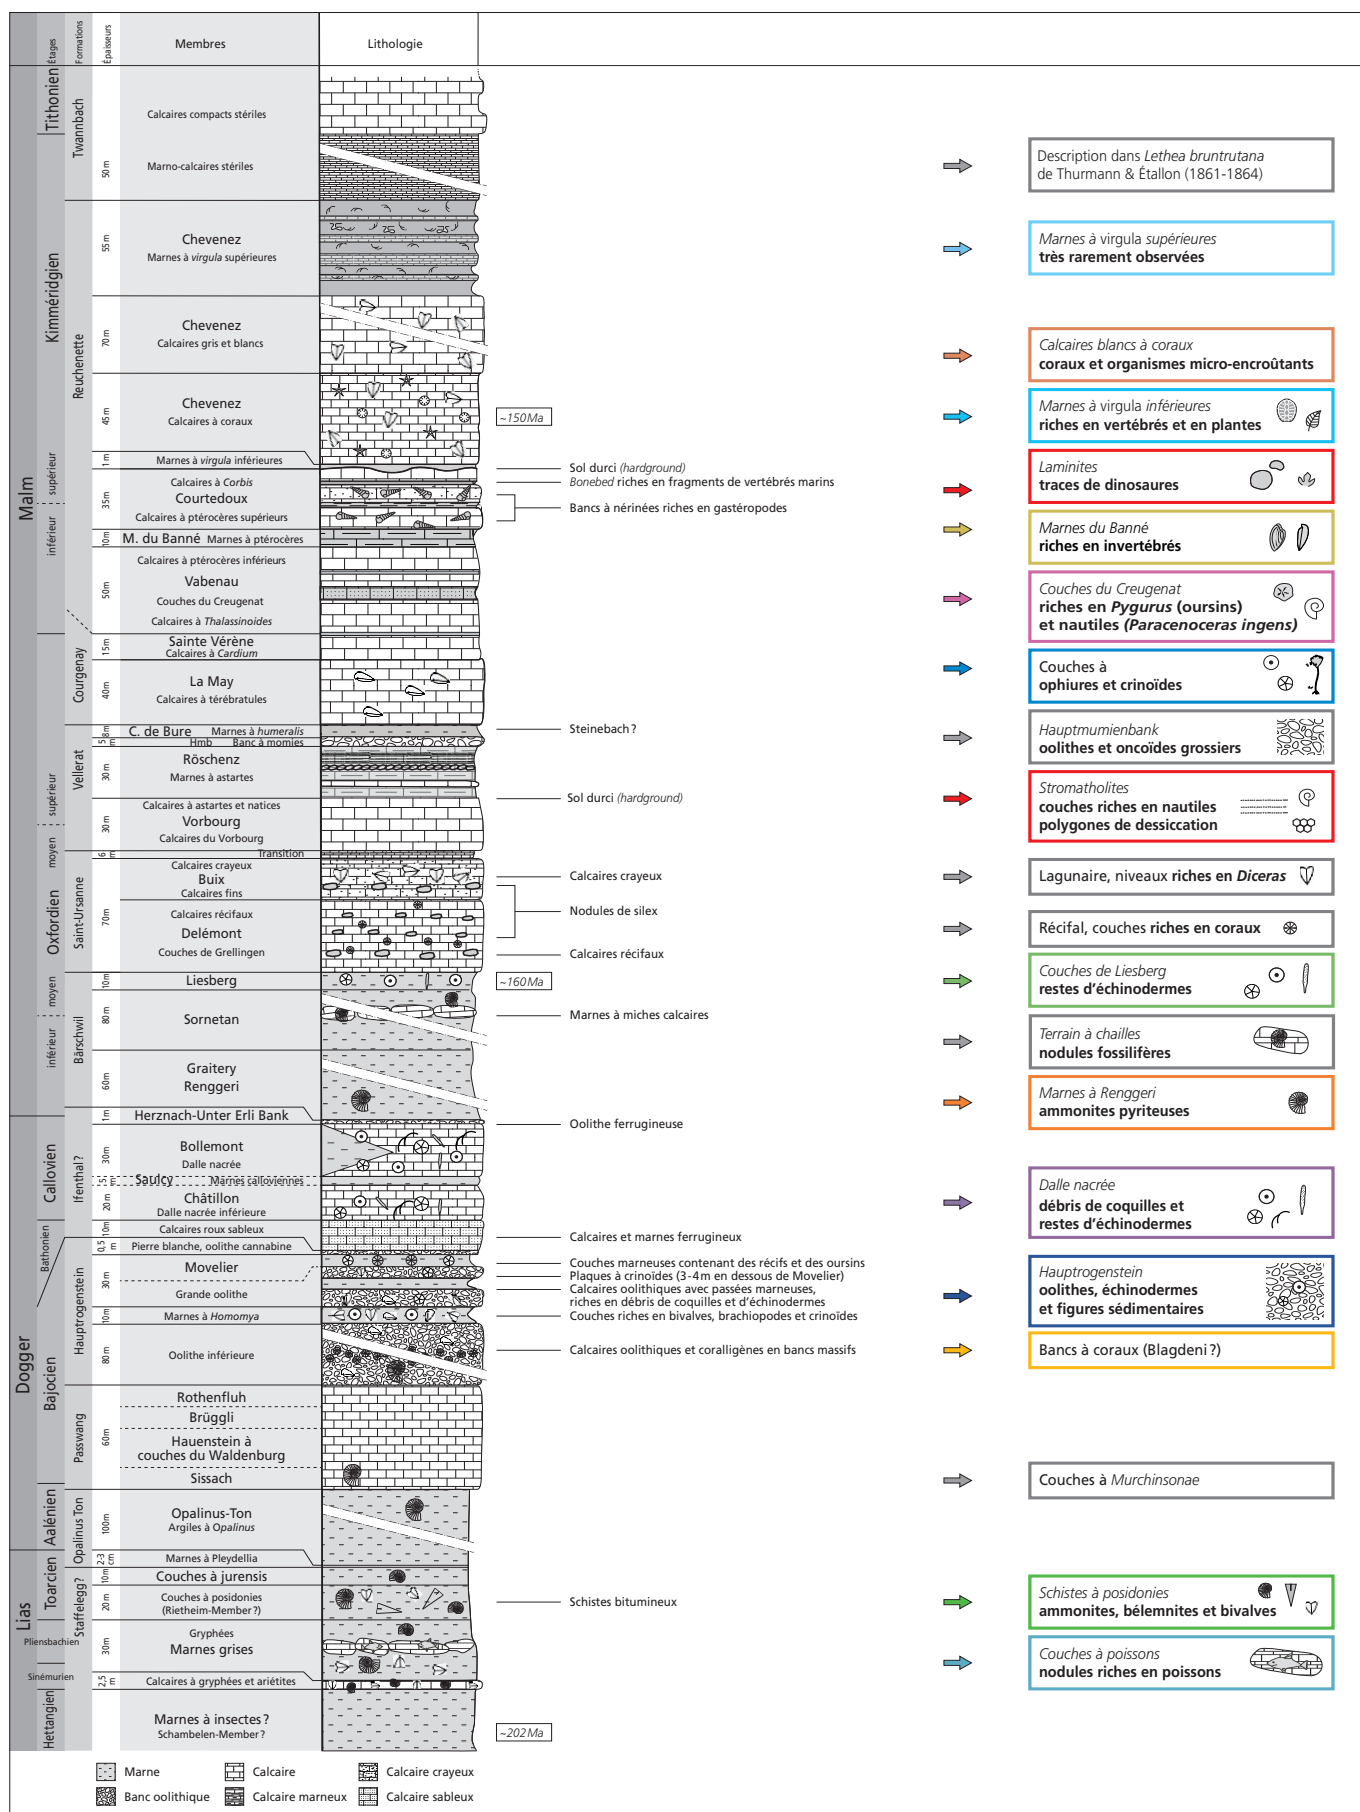 Étages
Formations
Épaisseurs
Membres
Lithologie
Malm
Dogger
Lias
Tithonien
Kimméridgien
supérieur
inférieur
Oxfordien
supérieur
moyen
moyen
inférieur
Callovien
Bathonien
Bajocien
Aalénien
Toarcien
Pliensbachien
Sinémurien
Hettangien
Twannbach
Reuchenette
Courgenay
Vellerat
Saint-Ursanne
Bärschwil
Ifenthal ?
Hauptrogenstein
Passwang
Opalinus Ton
Staffelegg?
Calcaires compacts stériles
50m
Marno-calcaires stériles
55m
Chevenez
Marnes à virgula supérieures
70m
Chevenez
Calcaires gris et blancs
45m
Chevenez
Calcaires à coraux
1m
Marnes à virgula inférieures
35m
Calcaires à Corbis
Courtedoux
Calcaires à ptérocères supérieurs
10m
M. du Banné Marnes à ptérocères
50m
Calcaires à ptérocères inférieurs
Vabenau
Couches du Creugenat
Calcaires à Thalassinoides
15m
Sainte Vérène
Calcaires à Cardium
40m
La May
Calcaires à térébratules
8m
C. de Bure Marnes à humeralis
5 m
Hmb Banc à momies
30m
Röschenz
Marnes à astartes
30m
Calcaires à astartes et natices
Vorbourg
Calcaires du Vorbourg
6 m
Transition
70m
Calcaires crayeux
Buix
Calcaires fins
Calcaires récifaux
Delémont
Couches de Grellingen
10m
Liesberg
80m
Sornetan
60m
Graitery
Renggeri
1m
Herznach-Unter Erli Bank
30m
Bollemont
Dalle nacrée
5 m
Saulcy Marnes calloviennes
20m
Châtillon
Dalle nacrée inférieure
10m
Calcaires roux sableux
0,5 m
Pierre blanche, oolithe cannabine
30m
Movelier
Grande oolithe
10m
Marnes à Homomya
80m
Oolithe inférieure
60m
Rothenfluh
Brüggli
Hauenstein à
couches du Waldenburg
Sissach
100m
Opalinus-Ton
Argiles à Opalinus
2-3 cm
Marnes à Pleydellia
10m
Couches à jurensis
20m
Couches à posidonies
(Rietheim-Member ?)
30m
Gryphées
Marnes grises
2,5 m
Calcaires à gryphées et ariétites
Marnes à insectes ?
Schambelen-Member ?
~150Ma
Sol durci (hardground)
Bonebed riches en fragments de vertébrés marins
Bancs à nérinées riches en gastéropodes
Steinebach ?
Sol durci (hardground)
Calcaires crayeux
Nodules de silex
Calcaires récifaux
~160Ma
Marnes à miches calcaires
Oolithe ferrugineuse
Calcaires et marnes ferrugineux
Couches marneuses contenant des récifs et des oursins
Plaques à crinoïdes (3-4m en dessous de Movelier)
Calcaires oolithiques avec passées marneuses,
riches en débris de coquilles et d'échinodermes
Couches riches en bivalves, brachiopodes et crinoïdes
Calcaires oolithiques et coralligènes en bancs massifs
Schistes bitumineux
~202Ma
Description dans Lethea bruntrutana
de Thurmann & Étallon (1861-1864)
Marnes à virgula supérieures
très rarement observées
Calcaires blancs à coraux
coraux et organismes micro-encroûtants
Marnes à virgula inférieures
riches en vertébrés et en plantes
Laminites
traces de dinosaures
Marnes du Banné
riches en invertébrés
Couches du Creugenat
riches en Pygurus (oursins)
et nautiles (Paracenoceras ingens)
Couches à
ophiures et crinoïdes
Hauptmumienbank
oolithes et oncoïdes grossiers
Stromatholites
couches riches en nautiles
polygones de dessiccation
Lagunaire, niveaux riches en Diceras
Récifal, couches riches en coraux
Couches de Liesberg
restes d'échinodermes
Terrain à chailles
nodules fossilifères
Marnes à Renggeri
ammonites pyriteuses
Dalle nacrée
débris de coquilles et
restes d'échinodermes
Hauptrogenstein
oolithes, échinodermes
et figures sédimentaires
Bancs à coraux (Blagdeni ?)
Couches à Murchinsonae
Schistes à posidonies
ammonites, bélemnites et bivalves
Couches à poissons
nodules riches en poissons
Marne
Calcaire
Calcaire crayeux
Banc oolithique
Calcaire marneux
Calcaire sableux